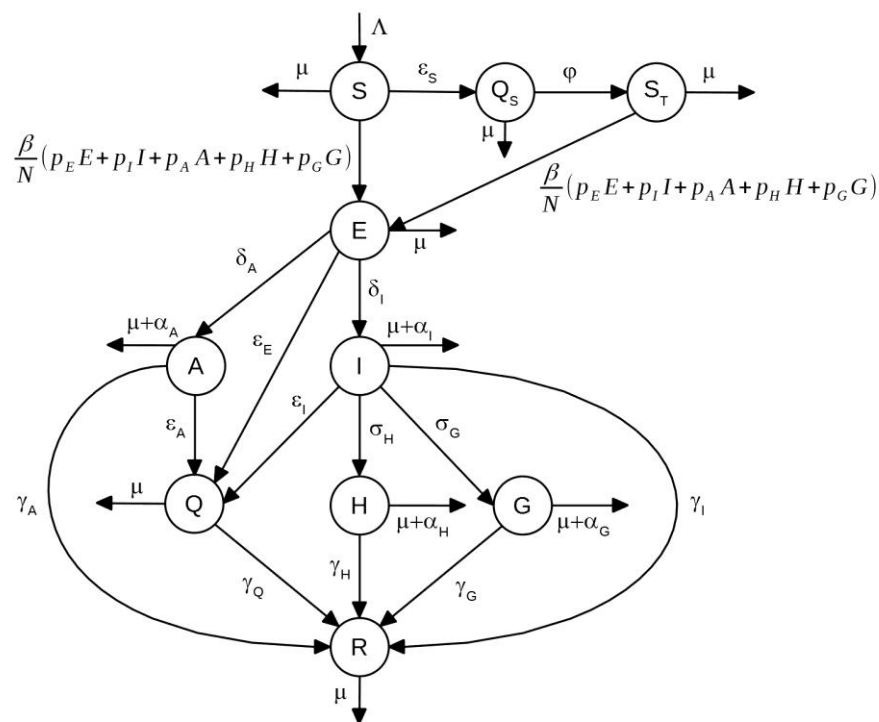 Λ
μ S ε_S Q_S φ S_T μ
μ
β/N (p_E E + p_I I + p_A A + p_H H + p_G G)
β/N (p_E E + p_I I + p_A A + p_H H + p_G G)
E μ
δ_A δ_I
μ+α_A ε_E μ+α_I
A I
ε_A ε_I σ_H σ_G
μ Q H μ+α_H G μ+α_G
γ_A γ_I
γ_Q γ_H γ_G
R
μ